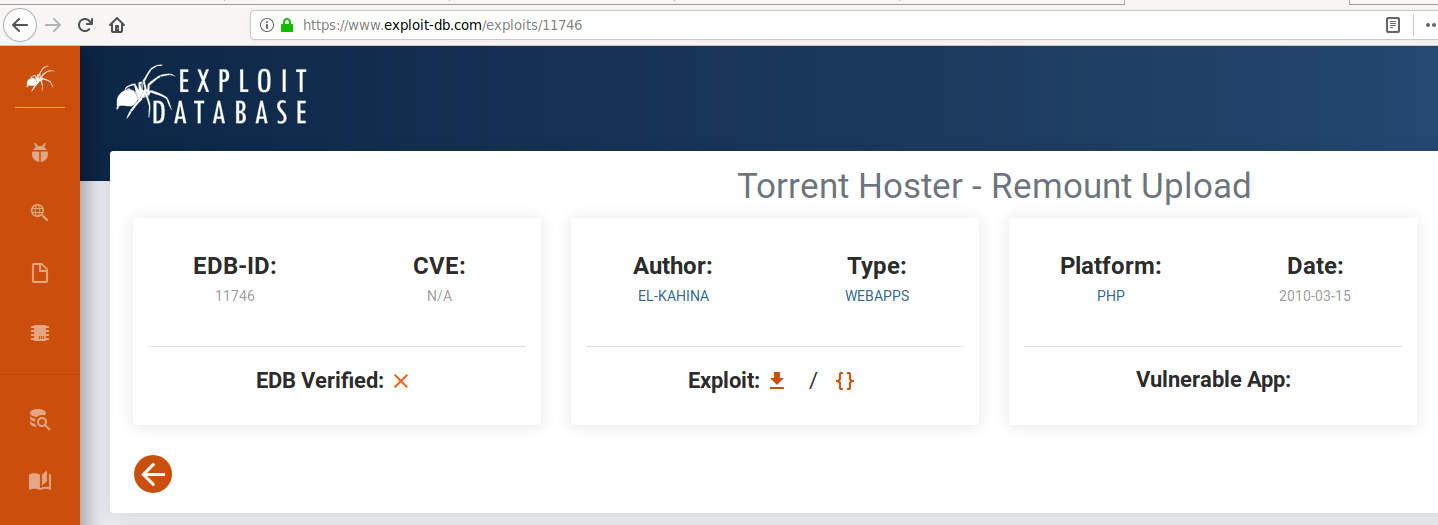 https://www.exploit-db.com/exploits/11746
EXPLOIT
DATABASE
Torrent Hoster - Remount Upload
EDB-ID:
11746
CVE:
N/A
EDB Verified:
Author:
EL-KAHINA
Type:
WEBAPPS
Exploit: / {}
Platform:
PHP
Date:
2010-03-15
Vulnerable App: